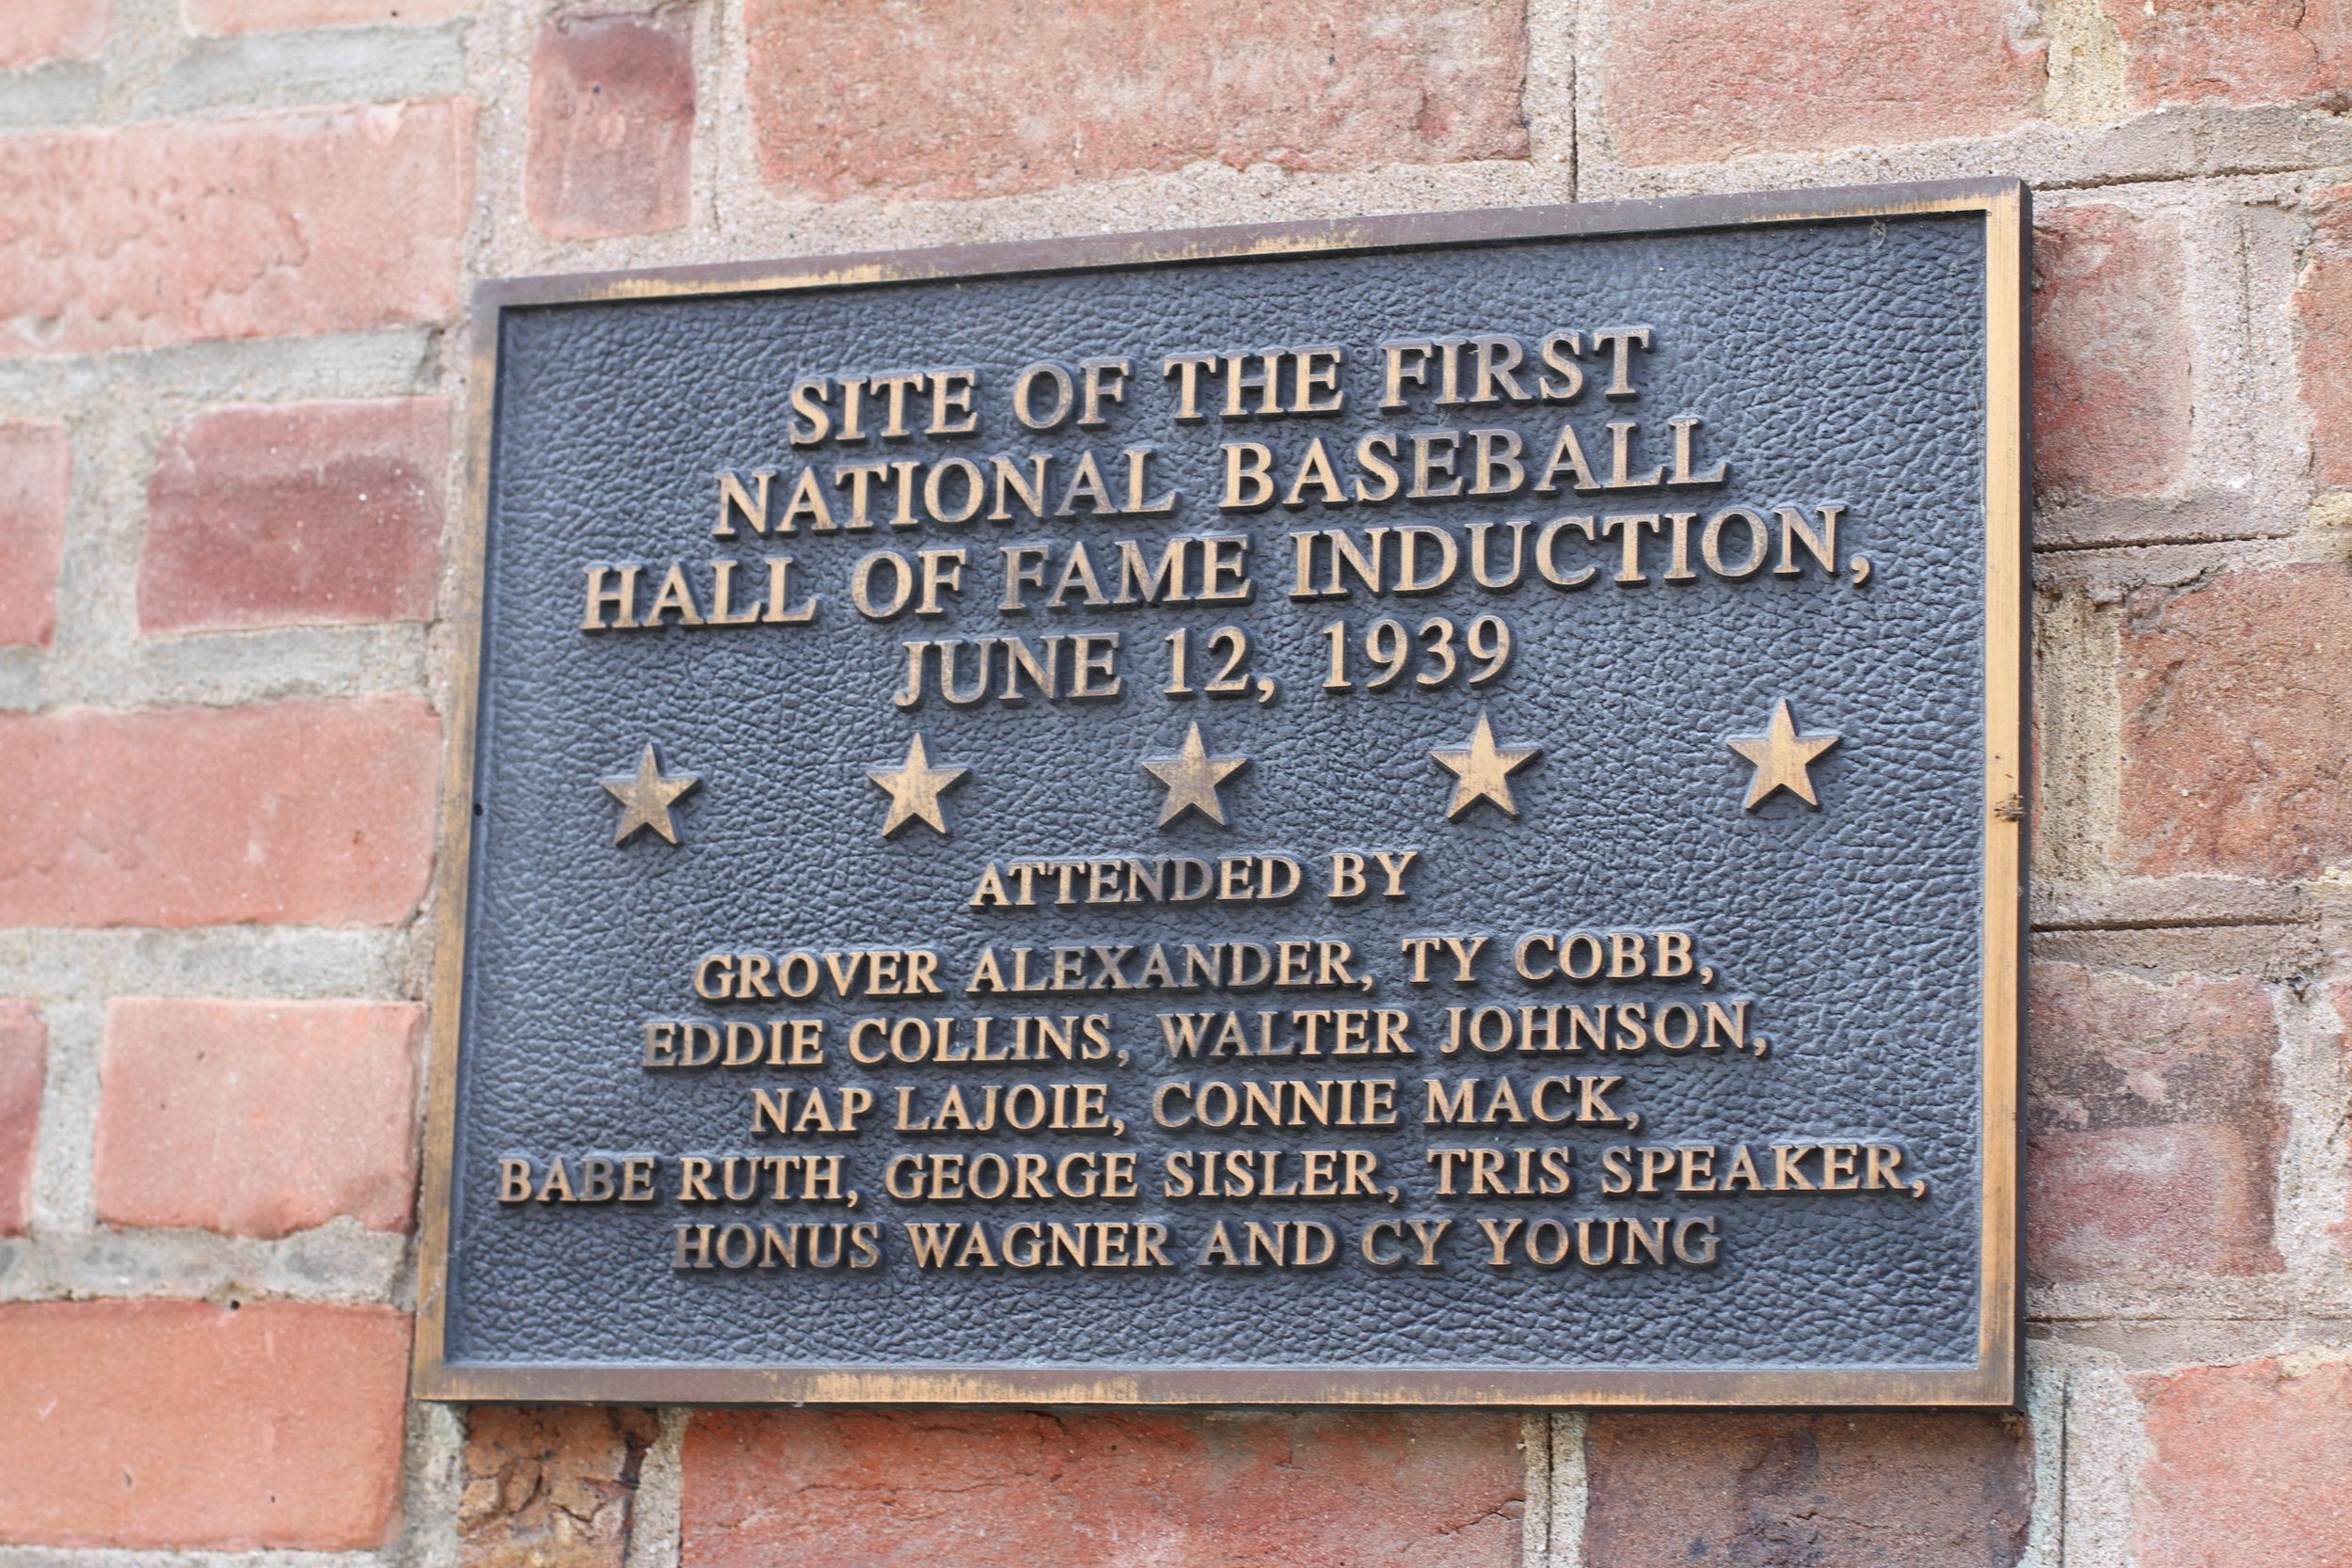 SITE OF THE FIRST
NATIONAL BASEBALL
HALL OF FAME INDUCTION,
JUNE 12, 1939
ATTENDED BY
GROVER ALEXANDER, TY COBB,
EDDIE COLLINS, WALTER JOHNSON,
NAP LAJOIE, CONNIE MACK,
BABE RUTH, GEORGE SISLER, TRIS SPEAKER,
HONUS WAGNER AND CY YOUNG